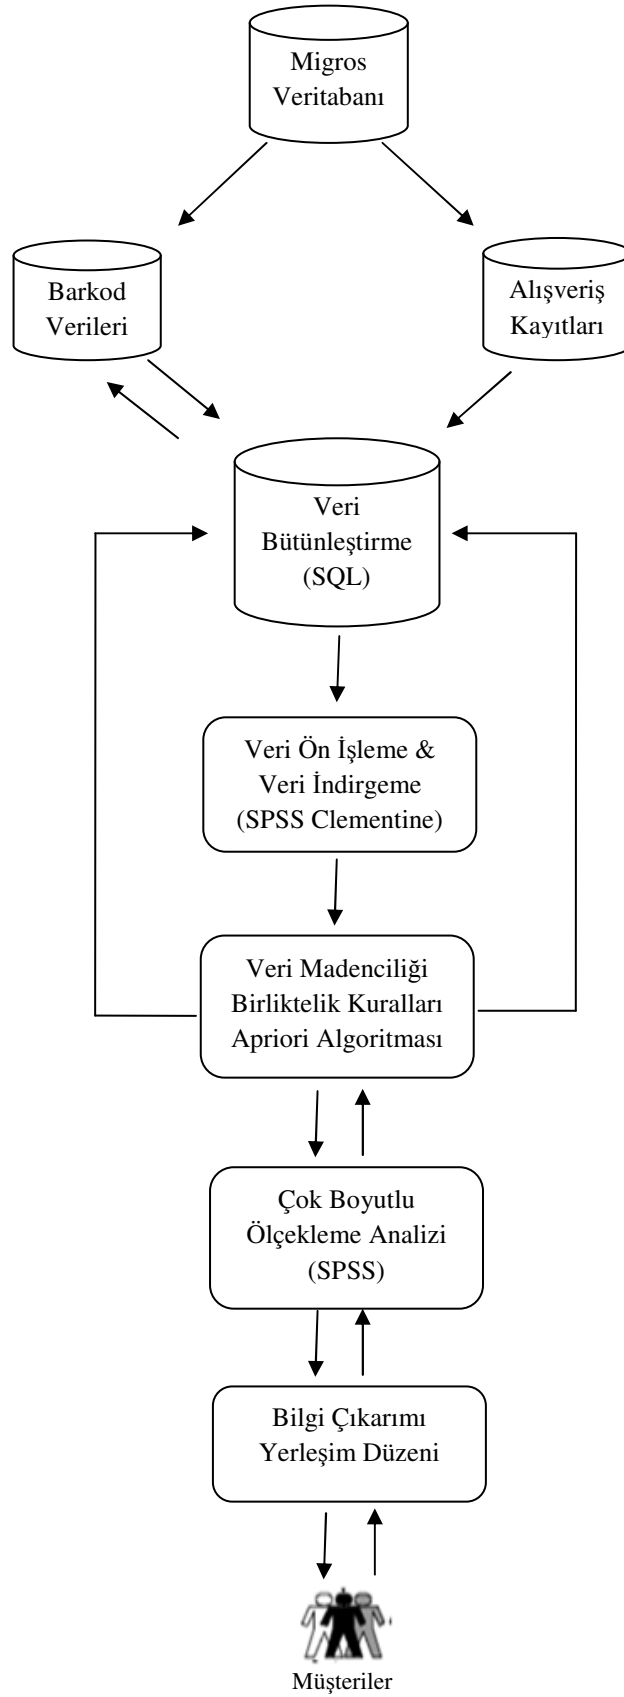 Migros
Veritabanı
Barkod
Verileri
Alışveriş
Kayıtları
Veri
Bütünleştirme
(SQL)
Veri Ön İşleme &
Veri İndirgeme
(SPSS Clementine)
Veri Madenciliği
Birliktelik Kuralları
Apriori Algoritması
Çok Boyutlu
Ölçekleme Analizi
(SPSS)
Bilgi Çıkarımı
Yerleşim Düzeni
Müşteriler